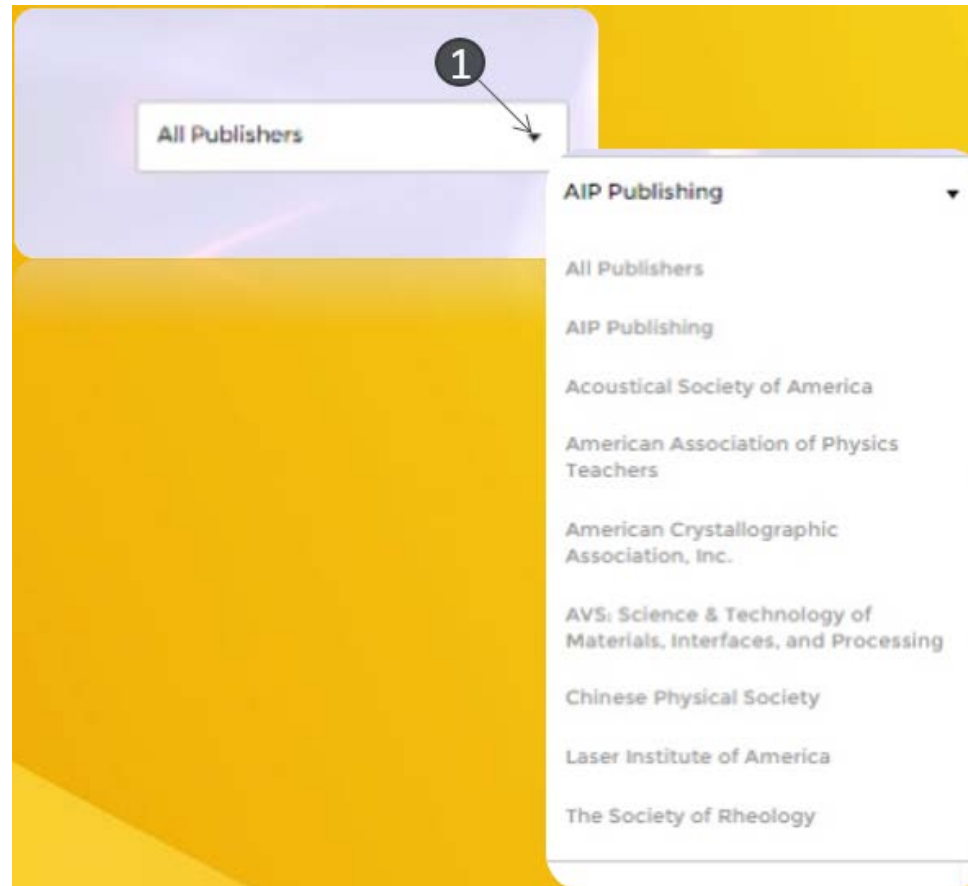 1
All Publishers
AIP Publishing
All Publishers
AIP Publishing
Acoustical Society of America
American Association of Physics
Teachers
American Crystallographic
Association, Inc.
AVS: Science & Technology of
Materials, Interfaces, and Processing
Chinese Physical Society
Laser Institute of America
The Society of Rheology